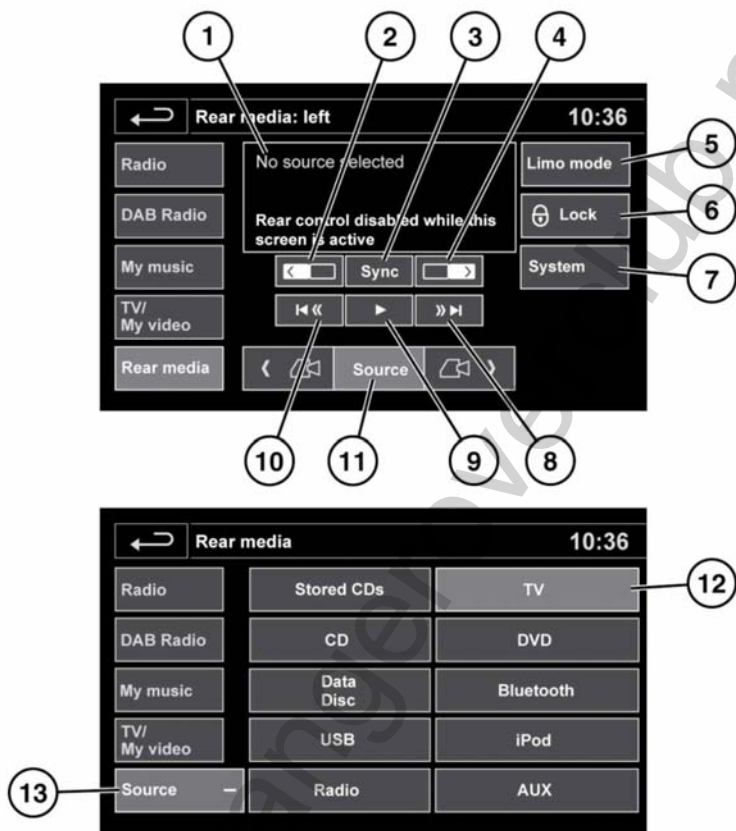 1 2 3 4
Rear media: left 10:36
Radio
No source selected
Limo mode
5
DAB Radio
Rear control disabled while this
screen is active
Lock
6
My music
Sync
System
7
TV/
My video
Rear media
Source
10 11 9 8
Rear media 10:36
Radio Stored CDs TV 12
DAB Radio CD DVD
My music Data
Disc
Bluetooth
TV/
My video
USB iPod
13 Source – Radio AUX